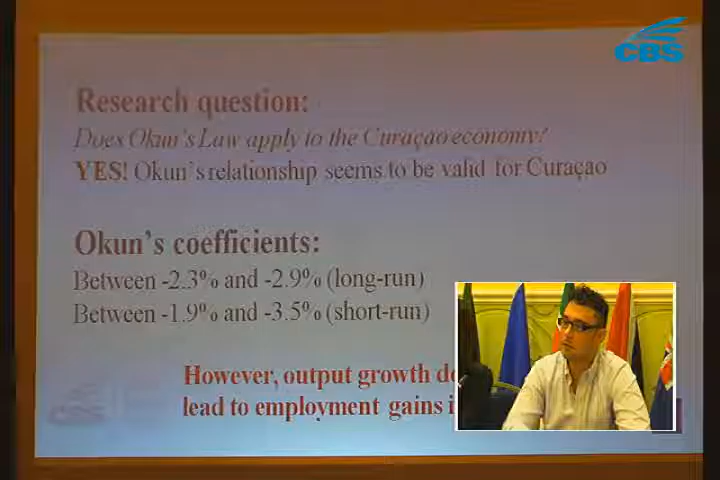 CBS
Research question:
Does Okun's Law apply to the Curaçao economy?
YES! Okun's relationship seems to be valid for Curaçao
Okun's coefficients:
Between -2.3% and -2.9% (long-run)
Between -1.9% and -3.5% (short-run)
However, output growth
lead to employment gains
CBS